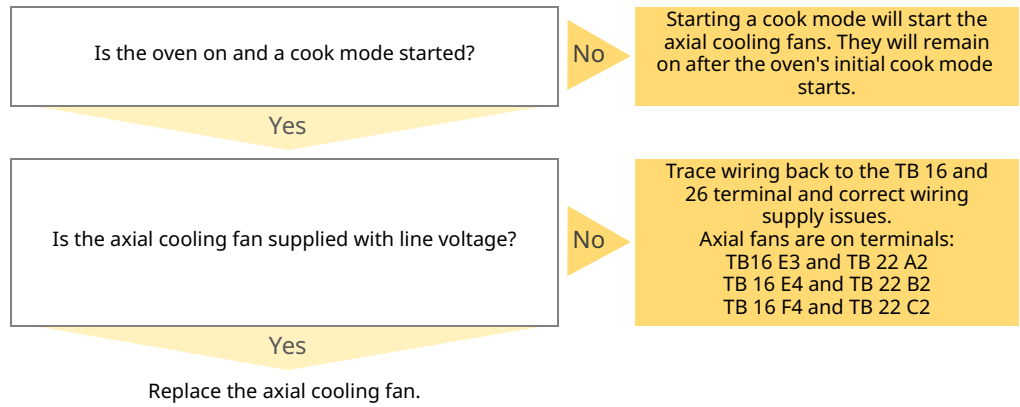 Is the oven on and a cook mode started?
No
Starting a cook mode will start the
axial cooling fans. They will remain
on after the oven's initial cook mode
starts.
Yes
Is the axial cooling fan supplied with line voltage?
No
Trace wiring back to the TB 16 and
26 terminal and correct wiring
supply issues.
Axial fans are on terminals:
TB16 E3 and TB 22 A2
TB 16 E4 and TB 22 B2
TB 16 F4 and TB 22 C2
Yes
Replace the axial cooling fan.